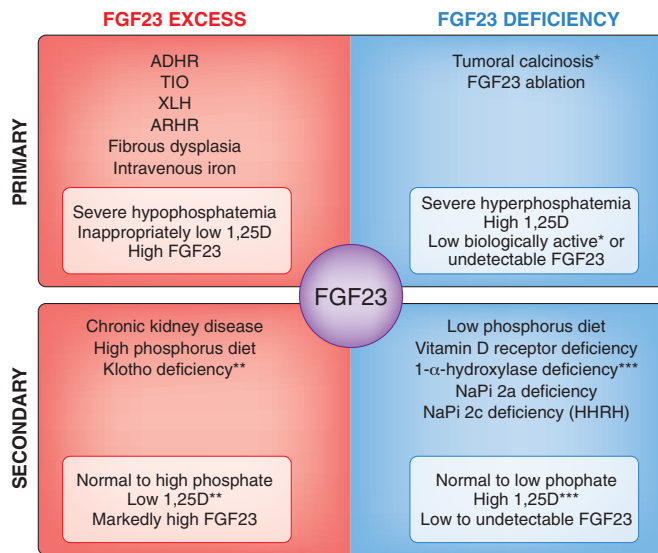 FGF23 EXCESS
FGF23 DEFICIENCY
PRIMARY
ADHR
TIO
XLH
ARHR
Fibrous dysplasia
Intravenous iron
Severe hypophosphatemia
Inappropriately low 1,25D
High FGF23
Tumoral calcinosis*
FGF23 ablation
Severe hyperphosphatemia
High 1,25D
Low biologically active* or
undetectable FGF23
FGF23
SECONDARY
Chronic kidney disease
High phosphorus diet
Klotho deficiency**
Normal to high phosphate
Low 1,25D**
Markedly high FGF23
Low phosphorus diet
Vitamin D receptor deficiency
1-α-hydroxylase deficiency***
NaPi 2a deficiency
NaPi 2c deficiency (HHRH)
Normal to low phophate
High 1,25D***
Low to undetectable FGF23